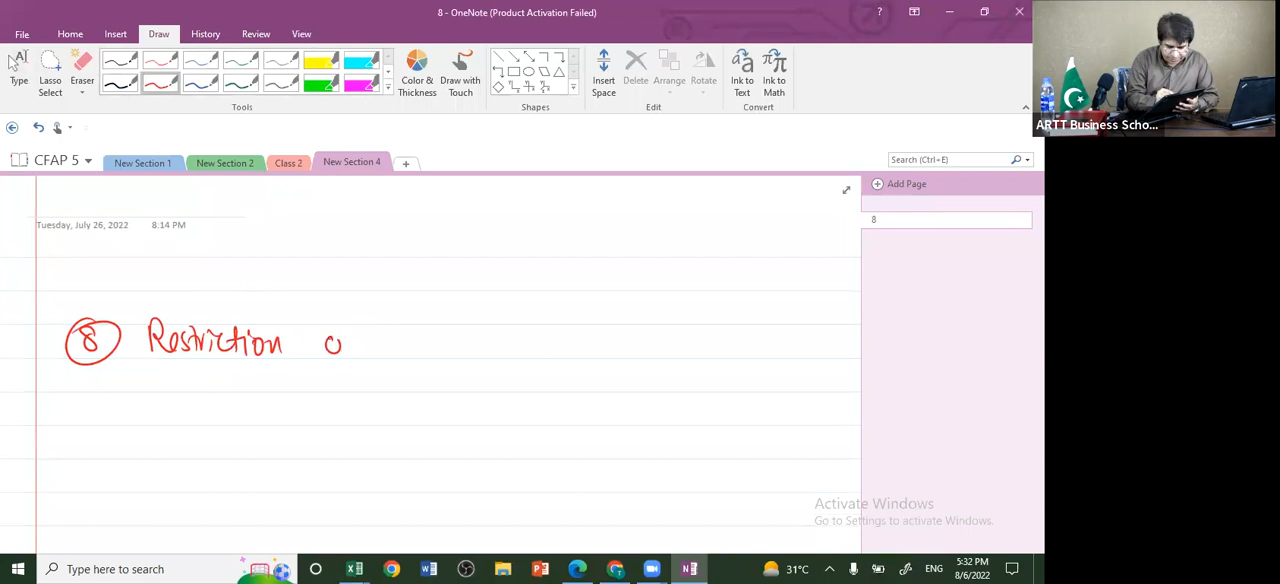 8 - OneNote (Product Activation Failed)
?
File Home Insert Draw History Review View
Type Lasso Select Eraser Color & Thickness Draw with Touch Insert Space Delete Arrange Rotate Ink to Text Ink to Math
Tools Shapes Edit Convert
ARTT Business Scho...
CFAP 5 New Section 1 New Section 2 Class 2 New Section 4 Search (Ctrl+E)
Add Page
8
Tuesday, July 26, 2022 8:14 PM
8 Restriction o
Activate Windows
Go to Settings to activate Windows.
Type here to search
31°C ENG 5:32 PM
8/6/2022